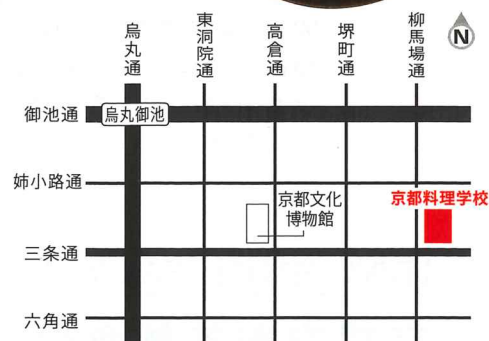 烏丸通
東洞院通
高倉通
堺町通
柳馬場通
N
御池通
烏丸御池
姉小路通
京都文化
博物館
京都料理学校
三条通
六角通